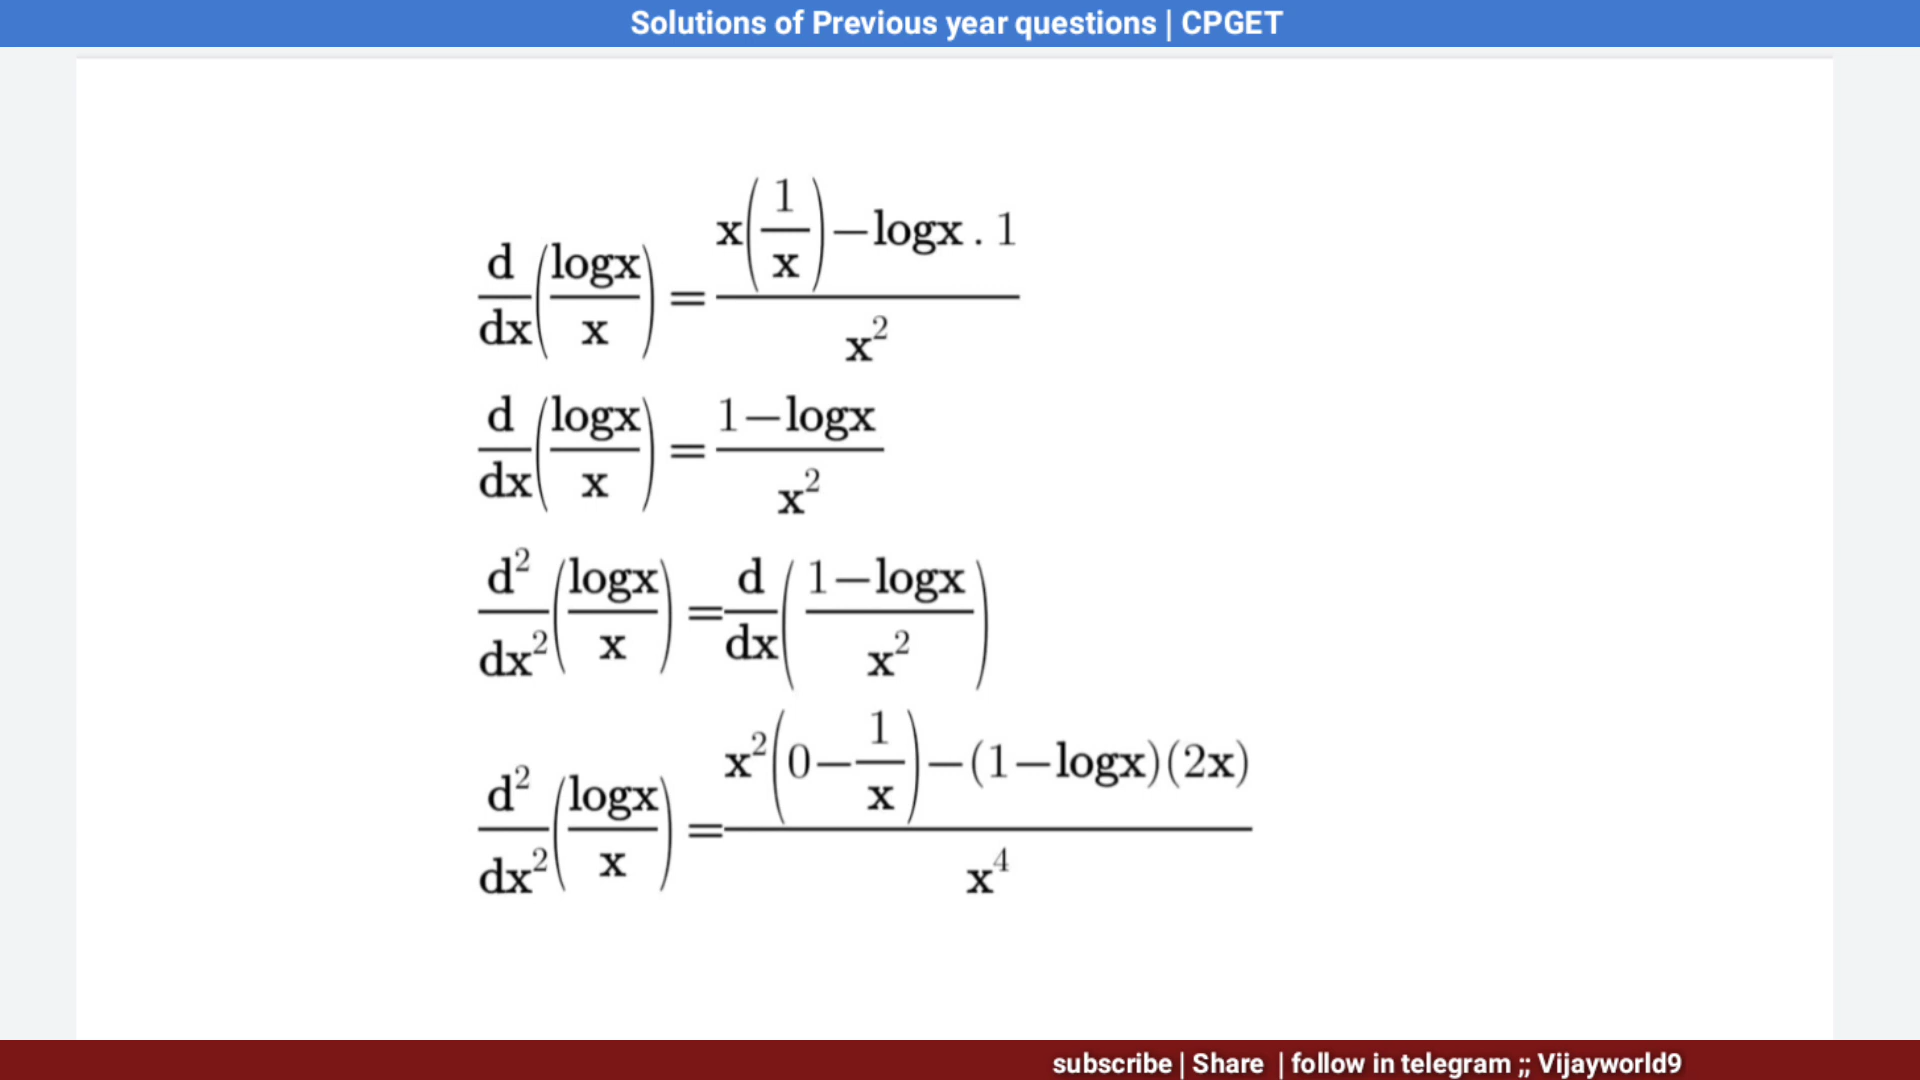 Solutions of Previous year questions | CPGET
d/dx(logx/x) = (x(1/x)−logx . 1)/x²
d/dx(logx/x) = (1−logx)/x²
d²/dx²(logx/x) = d/dx((1−logx)/x²)
d²/dx²(logx/x) = (x²(0−1/x)−(1−logx)(2x))/x⁴
subscribe | Share | follow in telegram ;; Vijayworld9